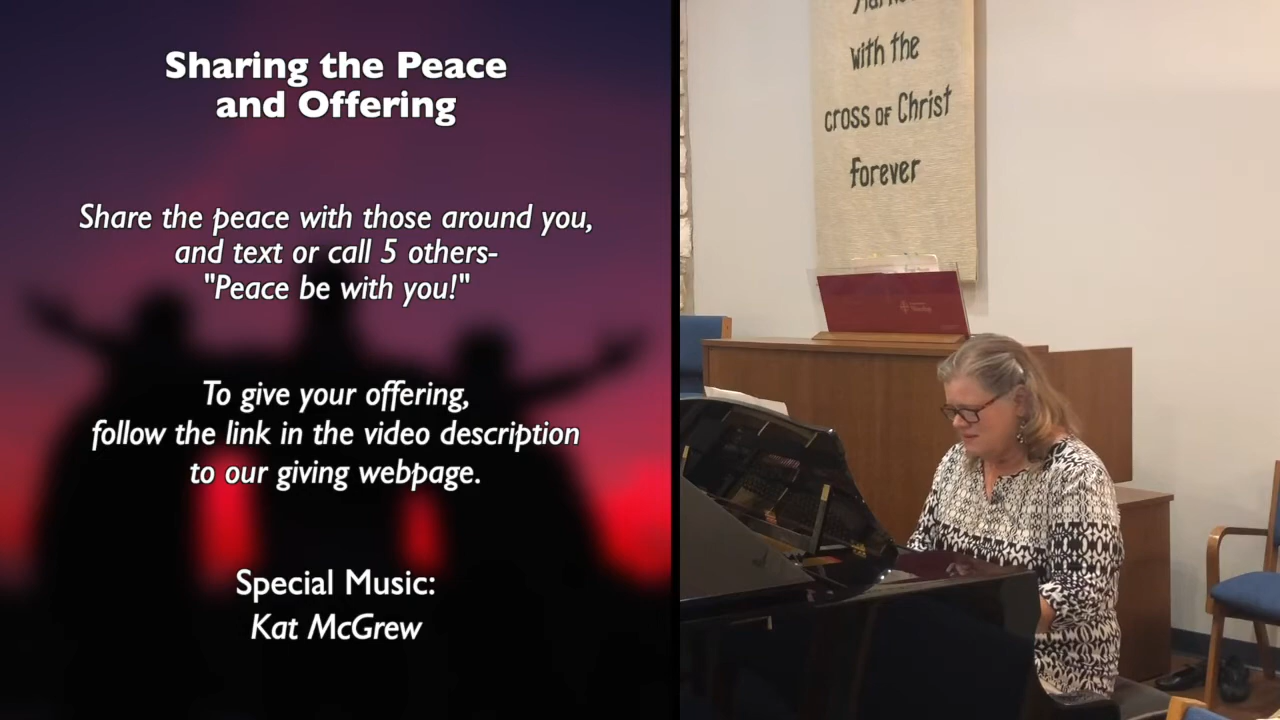 Sharing the Peace
and Offering
Share the peace with those around you,
and text or call 5 others-
"Peace be with you!"
To give your offering,
follow the link in the video description
to our giving webpage.
Special Music:
Kat McGrew
with the
cross of Christ
forever